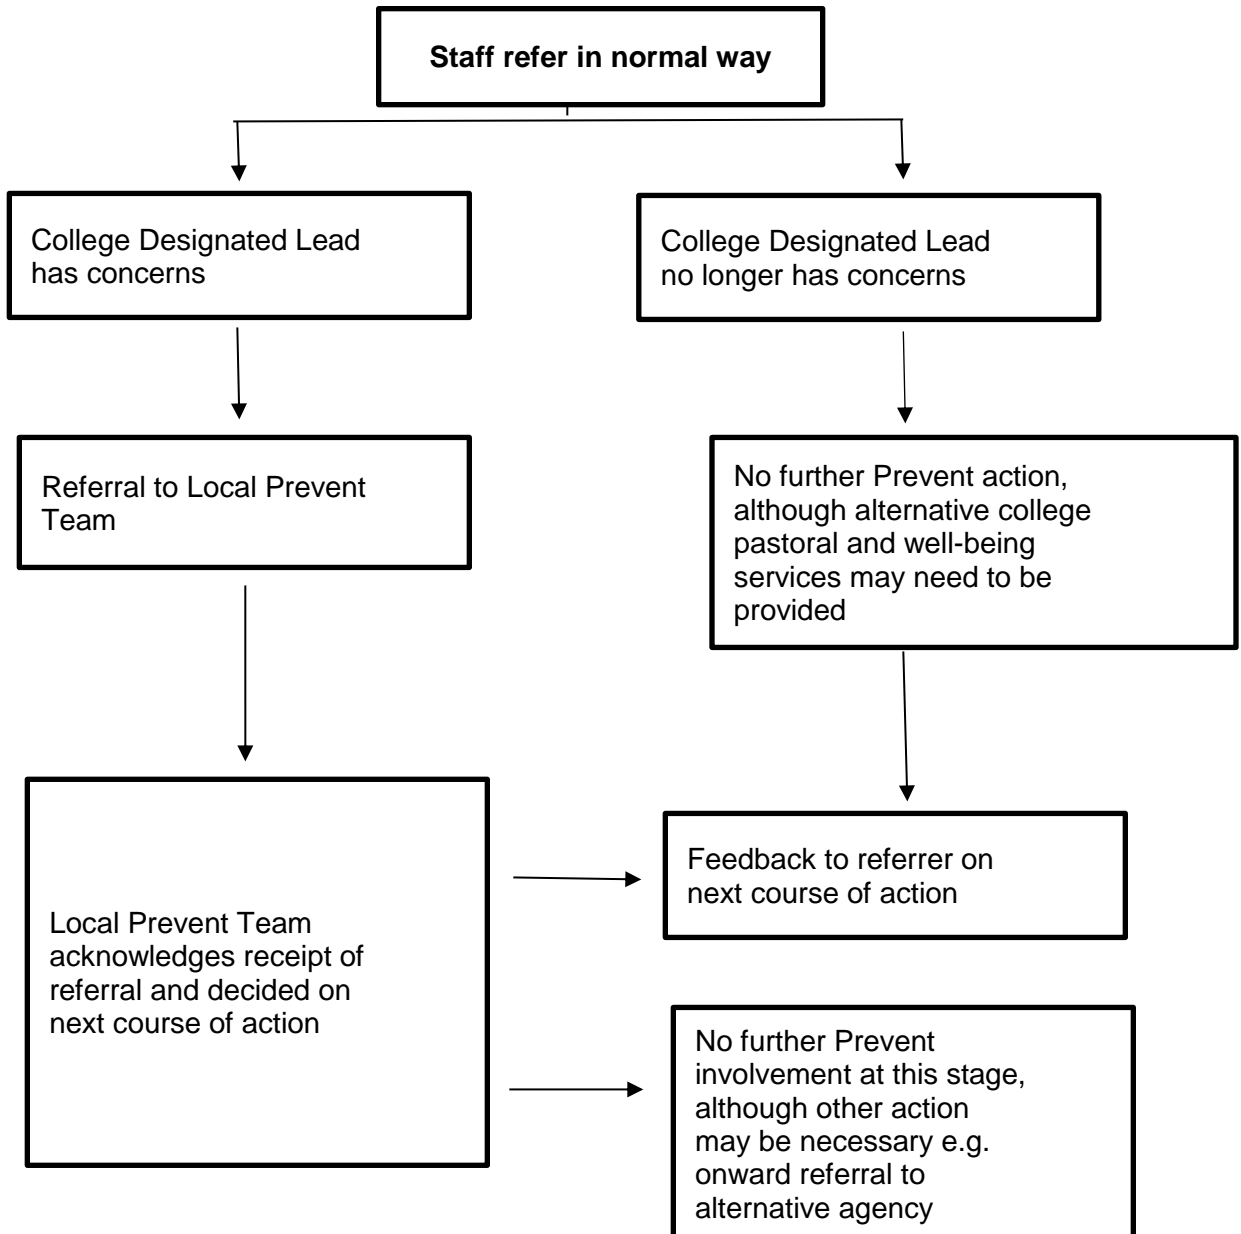 Staff refer in normal way
College Designated Lead
has concerns
College Designated Lead
no longer has concerns
Referral to Local Prevent
Team
No further Prevent action,
although alternative college
pastoral and well-being
services may need to be
provided
Local Prevent Team
acknowledges receipt of
referral and decided on
next course of action
Feedback to referrer on
next course of action
No further Prevent
involvement at this stage,
although other action
may be necessary e.g.
onward referral to
alternative agency